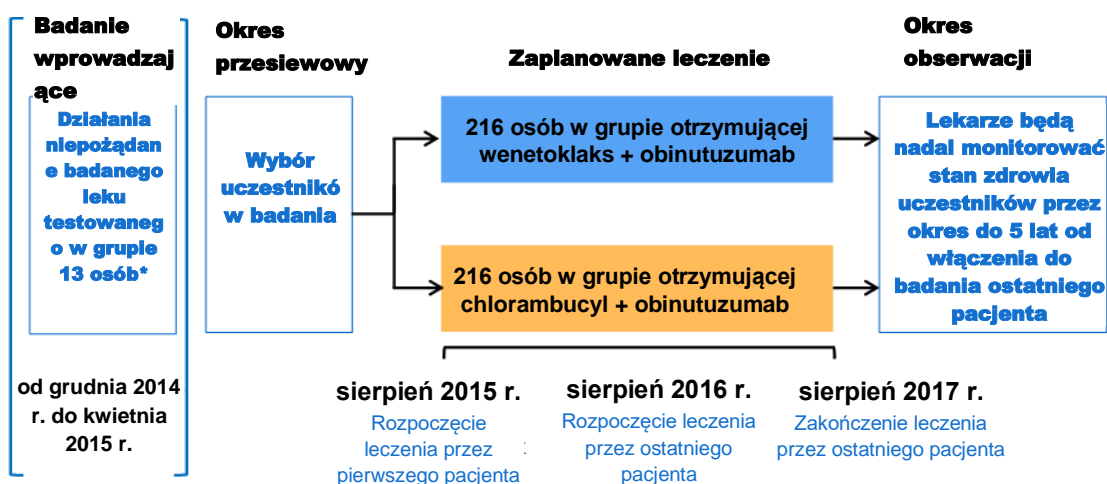 Badanie
wprowadzaj
ące
Działania
niepożądan
e badanego
leku
testowaneg
o w grupie
13 osób*
od grudnia 2014
r. do kwietnia
2015 r.
Okres
przesiewowy
Wybór
uczestnikó
w badania
Zaplanowane leczenie
216 osób w grupie otrzymującej
wenetoklaks + obinutuzumab
216 osób w grupie otrzymującej
chlorambucyl + obinutuzumab
Okres
obserwacji
Lekarze będą
nadal monitorować
stan zdrowia
uczestników przez
okres do 5 lat od
włączenia do
badania ostatniego
pacjenta
sierpień 2015 r.
Rozpoczęcie
leczenia przez
pierwszego pacjenta
:
sierpień 2016 r.
Rozpoczęcie leczenia
przez ostatniego
pacjenta
sierpień 2017 r.
Zakończenie leczenia
przez ostatniego pacjenta